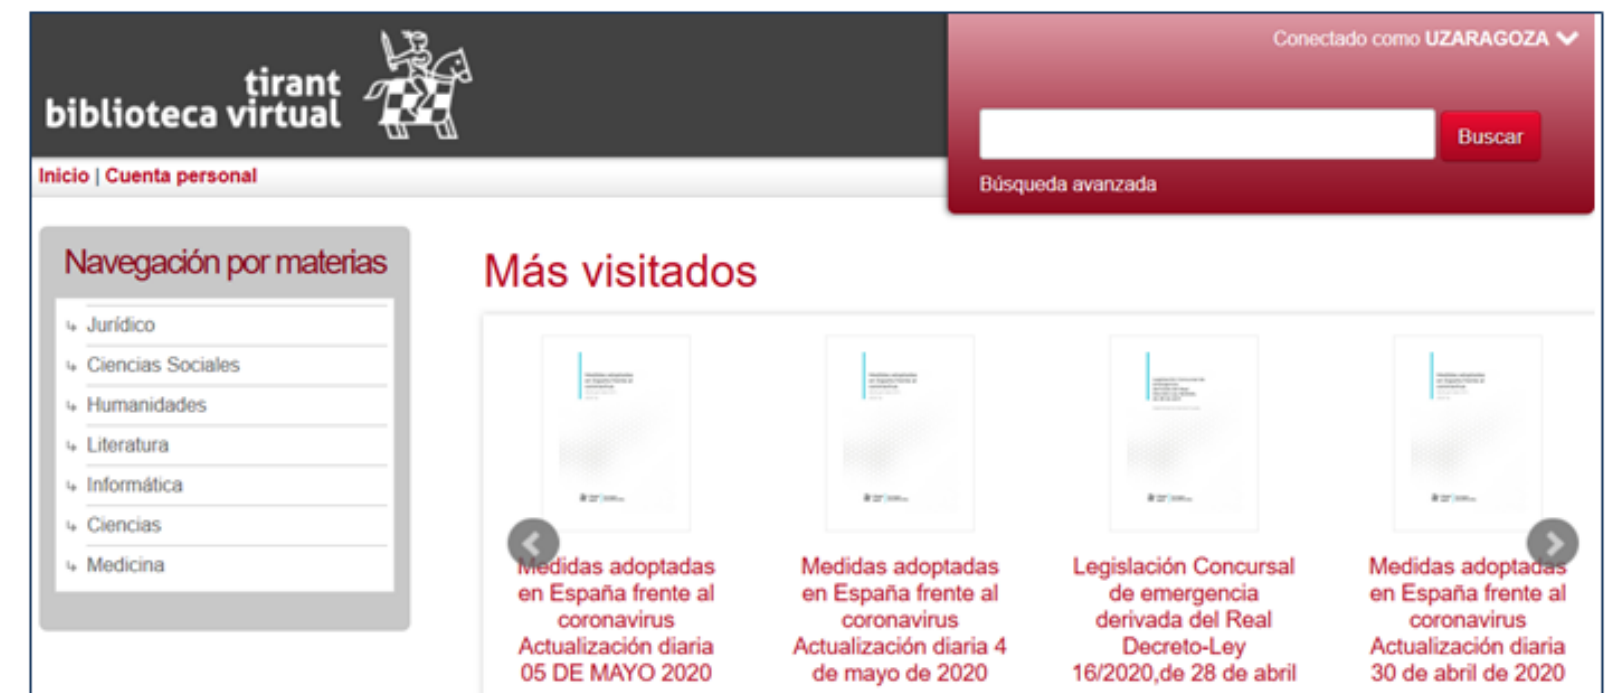 tirant
biblioteca virtual
Conectado como UZARAGOZA
Buscar
Búsqueda avanzada
Inicio | Cuenta personal
Navegación por materias
Jurídico
Ciencias Sociales
Humanidades
Literatura
Informática
Ciencias
Medicina
Más visitados
Medidas adoptadas
en España frente al
coronavirus
Actualización diaria
05 DE MAYO 2020
Medidas adoptadas
en España frente al
coronavirus
Actualización diaria 4
de mayo de 2020
Legislación Concursal
de emergencia
derivada del Real
Decreto-Ley
16/2020,de 28 de abril
Medidas adoptadas
en España frente al
coronavirus
Actualización diaria
30 de abril de 2020